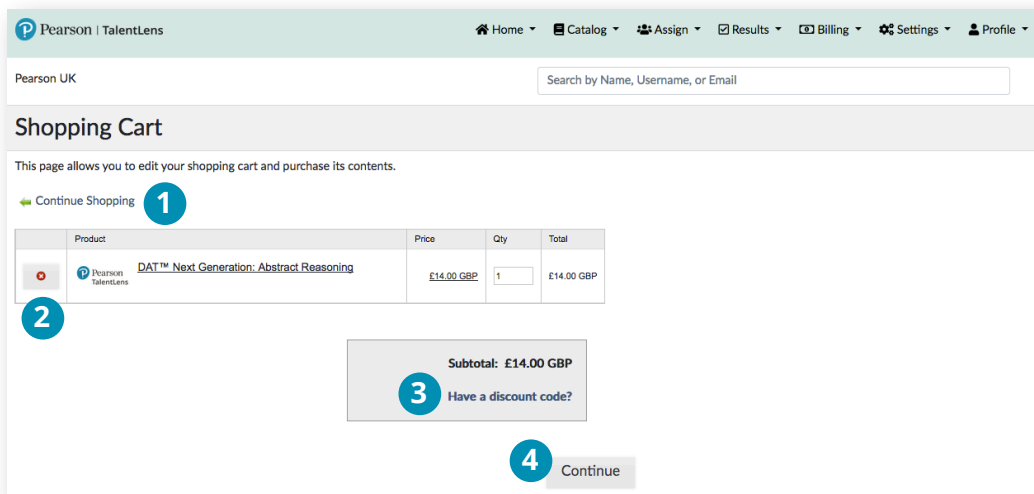 Pearson | TalentLens
Home Catalog Assign Results Billing Settings Profile
Pearson UK
Search by Name, Username, or Email
Shopping Cart
This page allows you to edit your shopping cart and purchase its contents.
Continue Shopping
1
Product Price Qty Total
Pearson
TalentLens
DAT™ Next Generation: Abstract Reasoning
£14.00 GBP 1 £14.00 GBP
2
Subtotal: £14.00 GBP
3
Have a discount code?
4
Continue